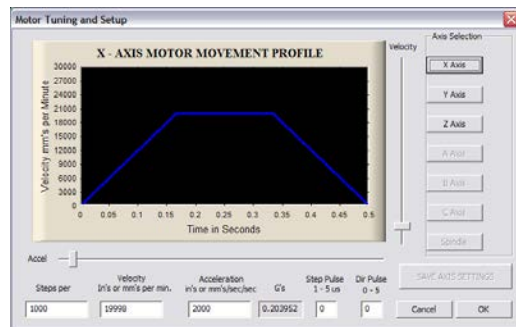 Motor Tuning and Setup
X - AXIS MOTOR MOVEMENT PROFILE
Velocity mm's per Minute
30000
27000
24000
21000
18000
15000
12000
9000
6000
3000
0
0 0.05 0.1 0.15 0.2 0.25 0.3 0.35 0.4 0.45 0.5
Time in Seconds
Velocity
Axis Selection
X Axis
Y Axis
Z Axis
A Axis
B Axis
C Axis
Spindle
Accel
Steps per
Velocity
In's or mm's per min.
Acceleration
in's or mm's/sec/sec
G's
Step Pulse
1 - 5 us
Dir Pulse
0 - 5
1000
19998
2000
0.203952
0
0
SAVE AXIS SETTINGS
Cancel
OK